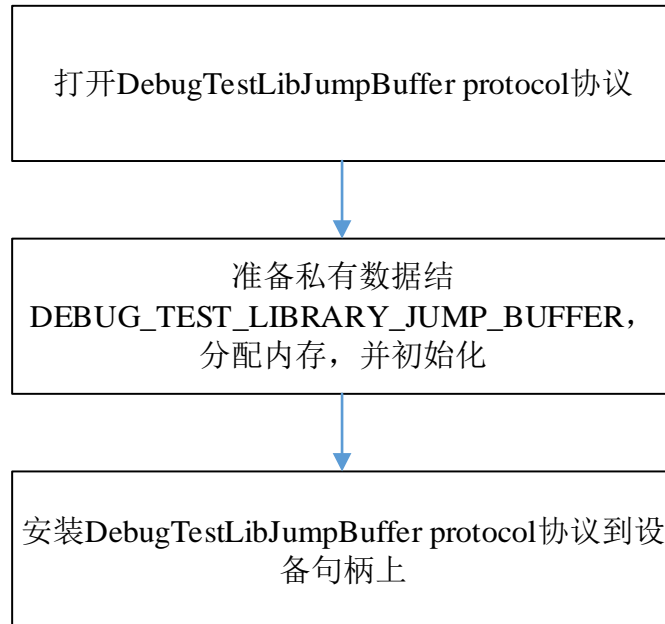 打开DebugTestLibJumpBuffer protocol协议
准备私有数据结
DEBUG_TEST_LIBRARY_JUMP_BUFFER，
分配内存，并初始化
安装DebugTestLibJumpBuffer protocol协议到设
备句柄上